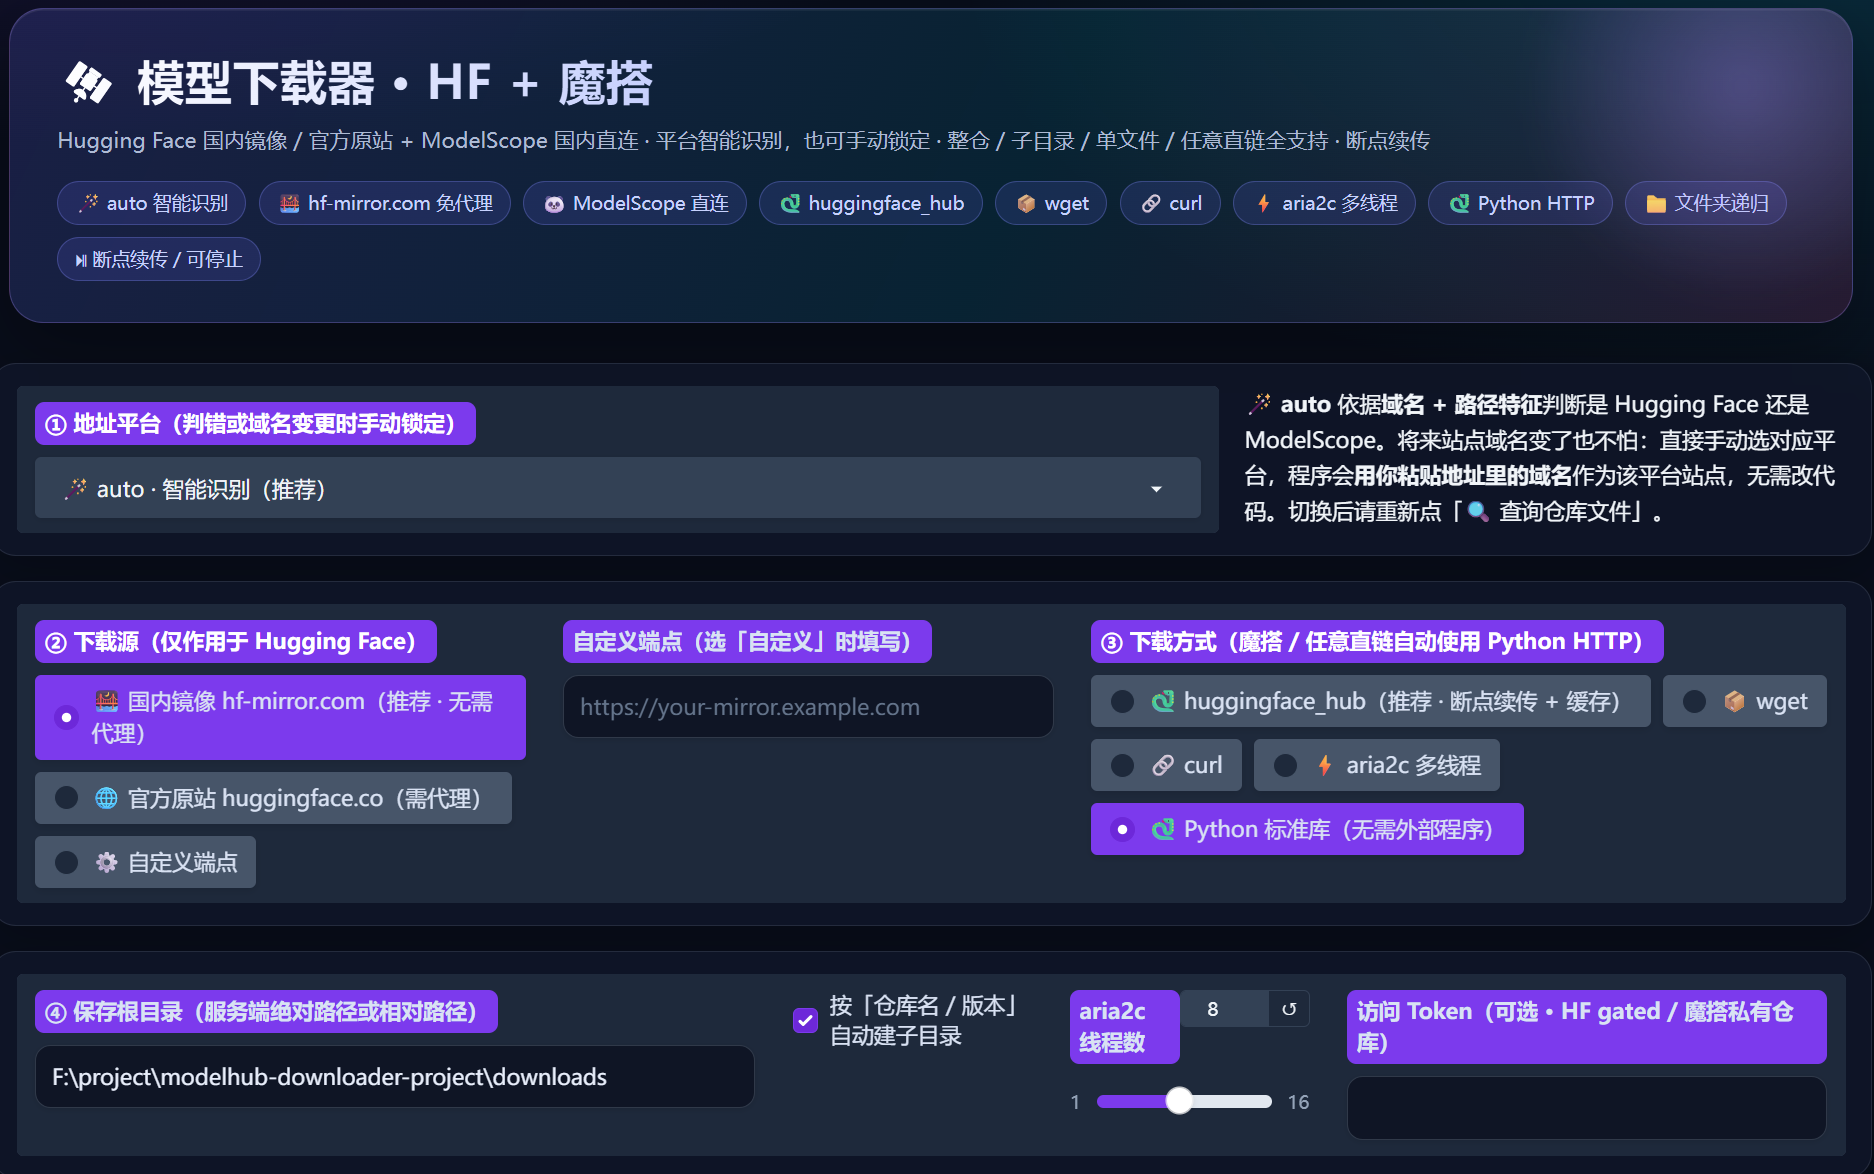 模型下载器 • HF + 魔搭
Hugging Face 国内镜像 / 官方原站 + ModelScope 国内直连 · 平台智能识别，也可手动锁定 · 整仓 / 子目录 / 单文件 / 任意直链全支持 · 断点续传
auto 智能识别
hf-mirror.com 免代理
ModelScope 直连
huggingface_hub
wget
curl
aria2c 多线程
Python HTTP
文件夹递归
断点续传 / 可停止
① 地址平台（判错或域名变更时手动锁定）
auto · 智能识别（推荐）
auto 依据域名 + 路径特征判断是 Hugging Face 还是
ModelScope。将来站点域名变了也不怕：直接手动选对应平
台，程序会用你粘贴地址里的域名作为该平台站点，无需改代
码。切换后请重新点「🔍 查询仓库文件」。
② 下载源（仅作用于 Hugging Face）
国内镜像 hf-mirror.com（推荐 · 无需
代理）
官方原站 huggingface.co（需代理）
自定义端点
自定义端点（选「自定义」时填写）
https://your-mirror.example.com
③ 下载方式（魔搭 / 任意直链自动使用 Python HTTP）
huggingface_hub（推荐 · 断点续传 + 缓存）
wget
curl
aria2c 多线程
Python 标准库（无需外部程序）
④ 保存根目录（服务端绝对路径或相对路径）
F:\project\modelhub-downloader-project\downloads
按「仓库名 / 版本」
自动建子目录
aria2c
线程数
8
↺
1
16
访问 Token（可选 • HF gated / 魔搭私有仓
库）